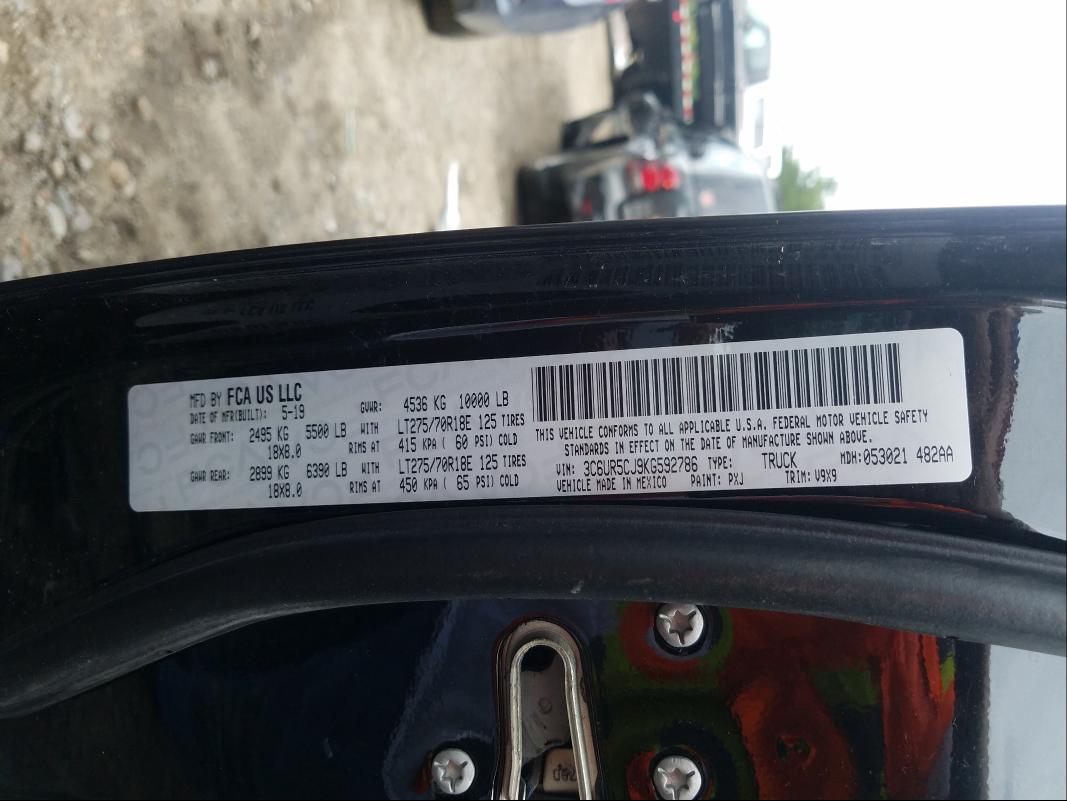 MFD BY FCA US LLC
DATE OF MFR(BUILT): 5-19 GVWR: 4536 KG 10000 LB
GAWR FRONT: 2495 KG 5500 LB WITH LT275/70R18E 125 TIRES
18X8.0 RIMS AT 415 KPA ( 60 PSI) COLD
GAWR REAR: 2899 KG 6390 LB WITH LT275/70R18E 125 TIRES
18X8.0 RIMS AT 450 KPA ( 65 PSI) COLD
THIS VEHICLE CONFORMS TO ALL APPLICABLE U.S.A. FEDERAL MOTOR VEHICLE SAFETY
STANDARDS IN EFFECT ON THE DATE OF MANUFACTURE SHOWN ABOVE.
VIN: 3C6UR5CJ9KG592786 TYPE: TRUCK MDH: 053021 482AA
VEHICLE MADE IN MEXICO PAINT: PXJ TRIM: V9X9